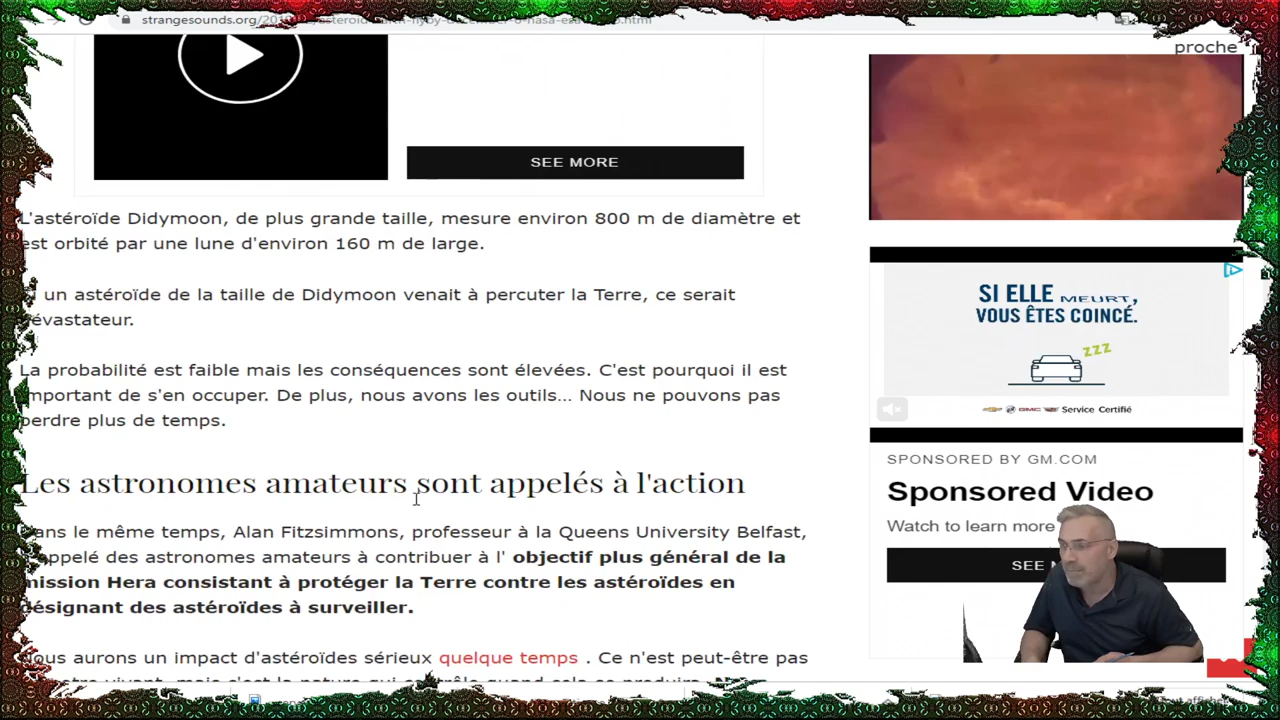 strangesounds.org/20
proche
SEE MORE
L'astéroïde Didymoon, de plus grande taille, mesure environ 800 m de diamètre et
est orbité par une lune d'environ 160 m de large.
un astéroïde de la taille de Didymoon venait à percuter la Terre, ce serait
dévastateur.
La probabilité est faible mais les conséquences sont élevées. C'est pourquoi il est
important de s'en occuper. De plus, nous avons les outils... Nous ne pouvons pas
perdre plus de temps.
SI ELLE MEURT,
VOUS ÊTES COINCÉ.
zzz
GMC Service Certifié
SPONSORED BY GM.COM
Sponsored Video
Watch to learn more
SEE M
Les astronomes amateurs sont appelés à l'action
Dans le même temps, Alan Fitzsimmons, professeur à la Queens University Belfast,
appelé des astronomes amateurs à contribuer à l' objectif plus général de la
mission Hera consistant à protéger la Terre contre les astéroïdes en
désignant des astéroïdes à surveiller.
Nous aurons un impact d'astéroïdes sérieux quelque temps . Ce n'est peut-être pas